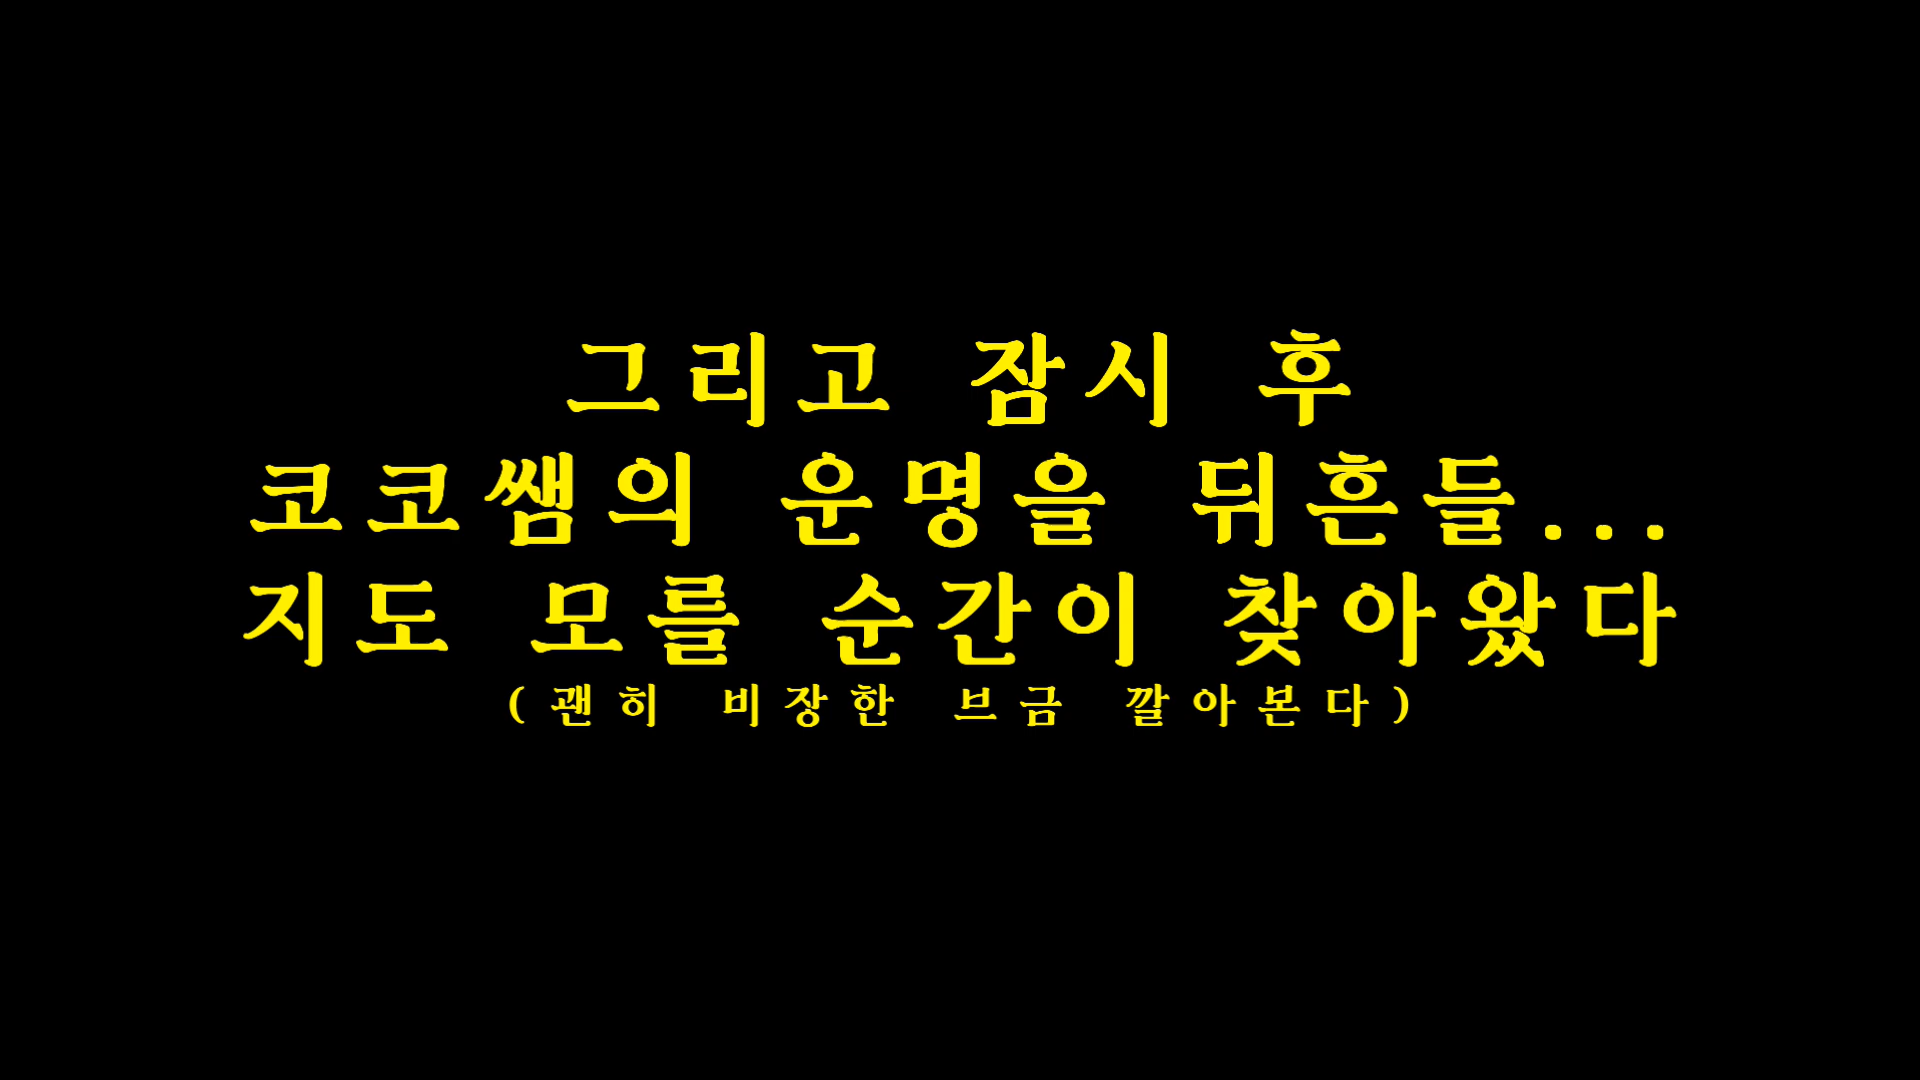 그리고 잠시 후
코코쌤의 운명을 뒤흔들...
지도 모를 순간이 찾아왔다
(괜히 비장한 브금 깔아본다)